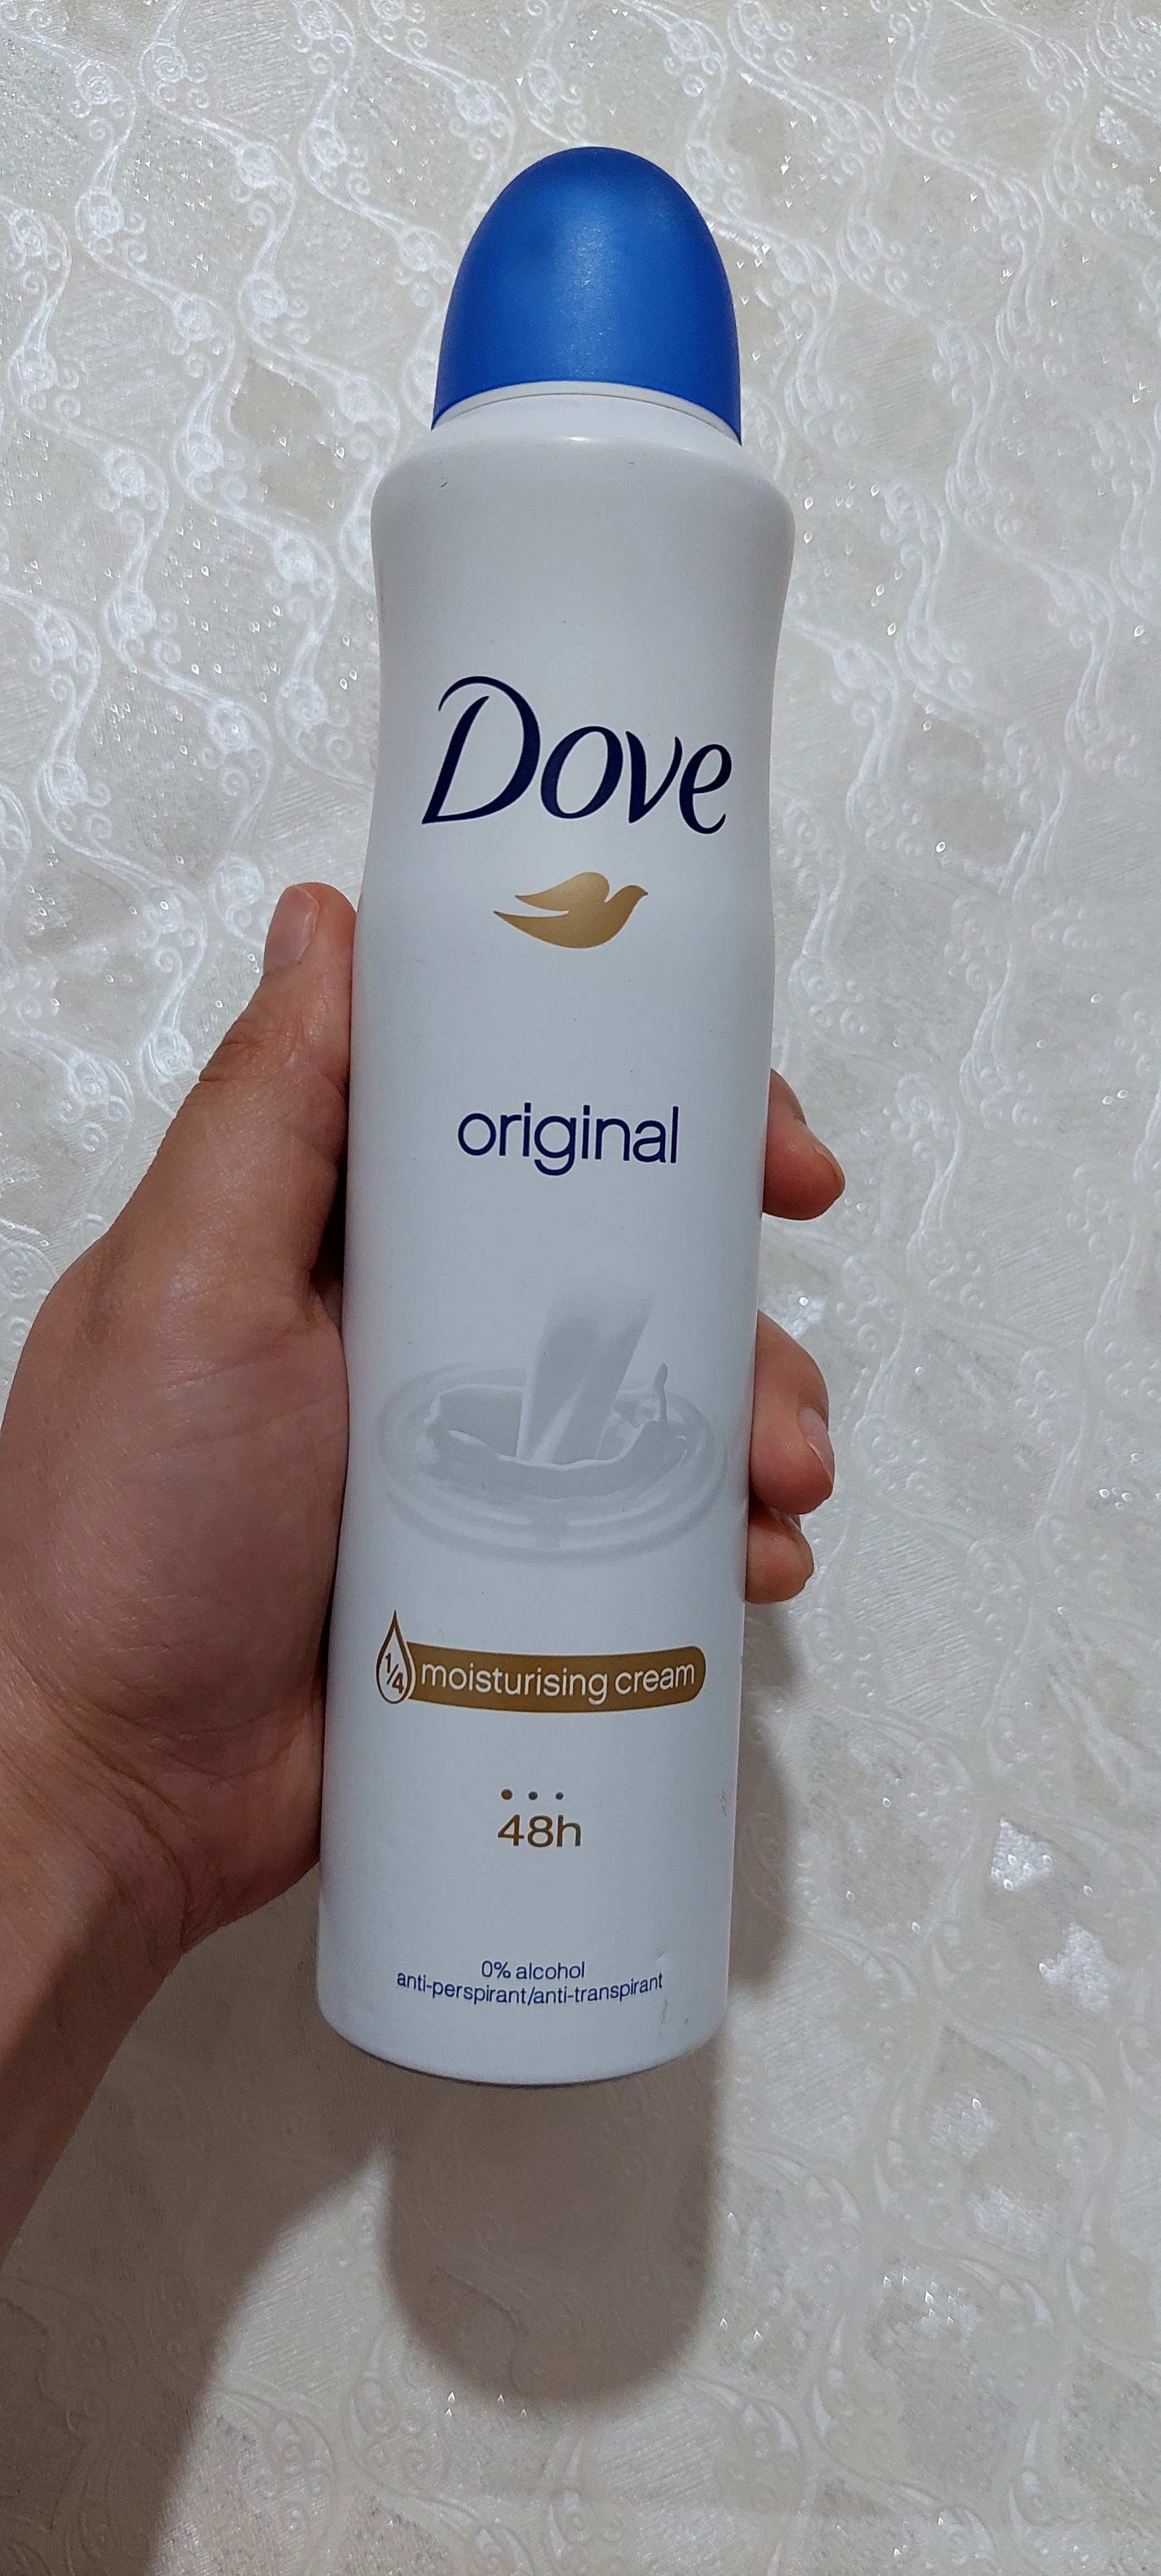 Dove
original
1/4 moisturising cream
48h
0% alcohol
anti-perspirant/anti-transpirant